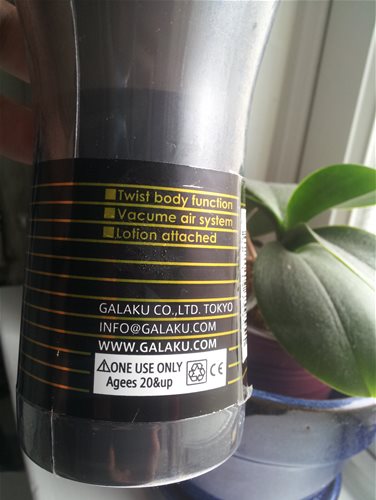 Twist body function
Vacume air system
Lotion attached
GALAKU CO.,LTD. TOKYO
INFO@GALAKU.COM
WWW.GALAKU.COM
⚠ONE USE ONLY
Agees 20&up
CE